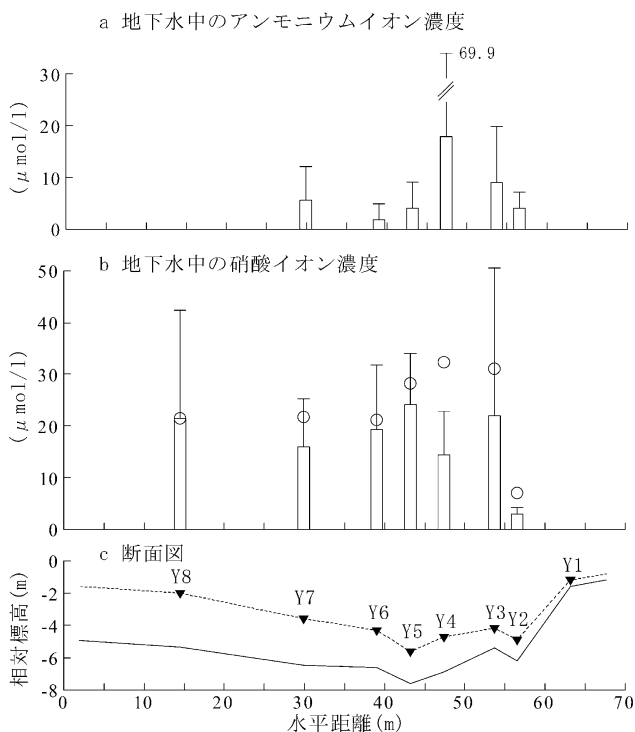 a 地下水中のアンモニウムイオン濃度
69.9
30
20
10
0
(μmol/l)
b 地下水中の硝酸イオン濃度
50
40
30
20
10
0
(μmol/l)
c 断面図
0
-2
-4
-6
-8
相対標高(m)
Y8
Y7
Y6
Y5
Y4
Y3
Y2
Y1
0 10 20 30 40 50 60 70
水平距離(m)